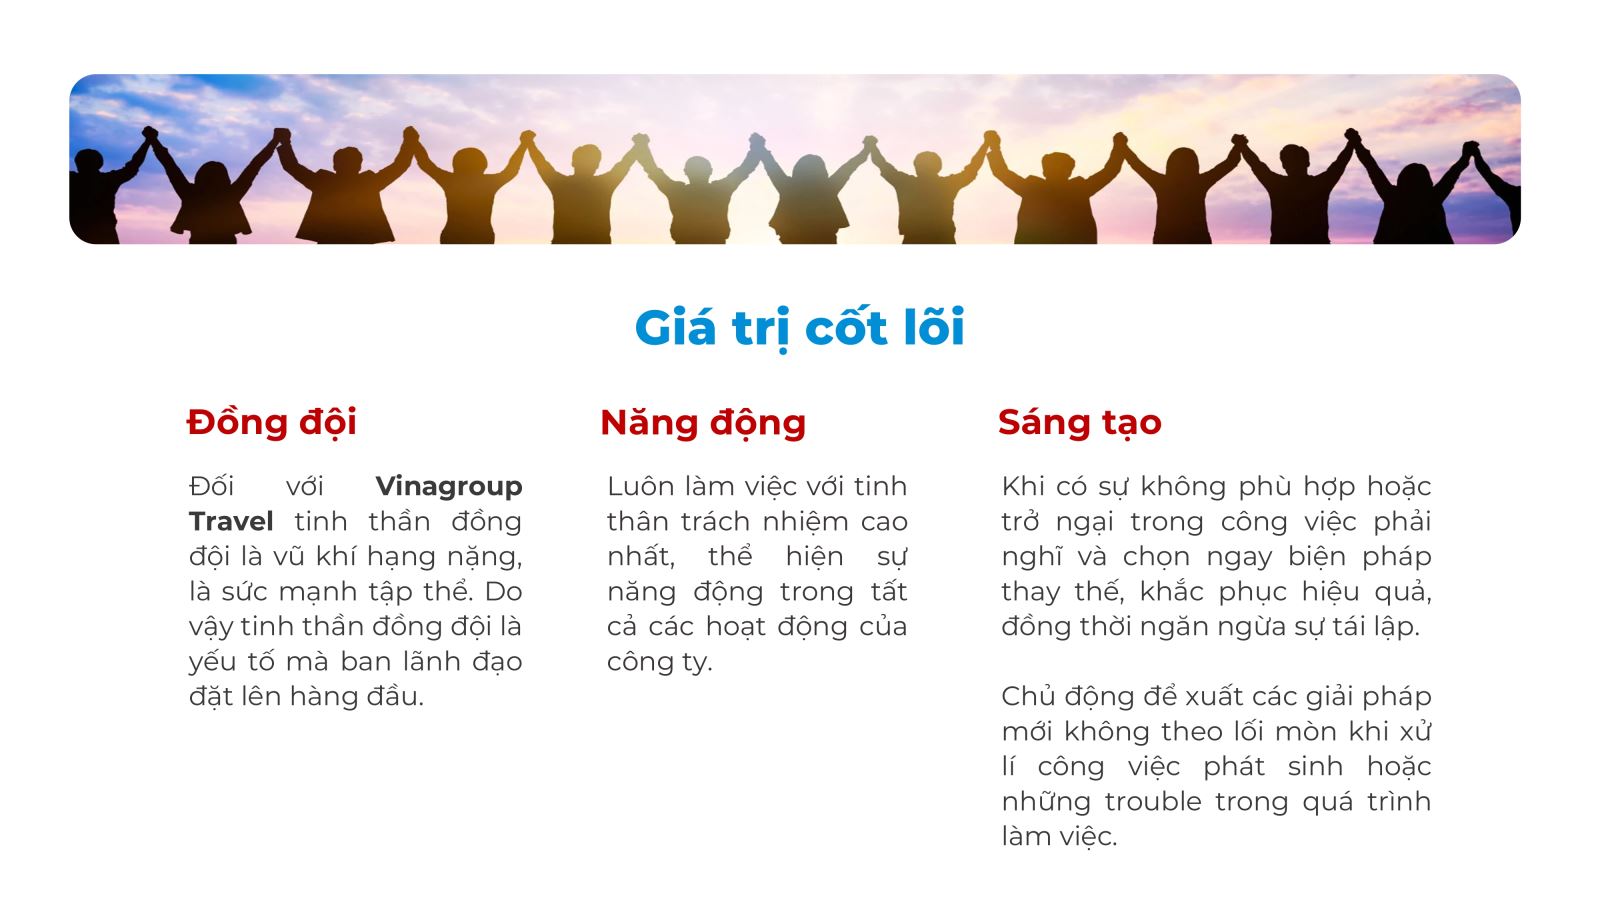 Giá trị cốt lõi
Đồng đội
Đối với Vinagroup
Travel tinh thần đồng
đội là vũ khí hạng nặng,
là sức mạnh tập thể. Do
vậy tinh thần đồng đội là
yếu tố mà ban lãnh đạo
đặt lên hàng đầu.
Năng động
Luôn làm việc với tinh
thân trách nhiệm cao
nhất, thể hiện sự
năng động trong tất
cả các hoạt động của
công ty.
Sáng tạo
Khi có sự không phù hợp hoặc
trở ngại trong công việc phải
nghĩ và chọn ngay biện pháp
thay thế, khắc phục hiệu quả,
đồng thời ngăn ngừa sự tái lập.
Chủ động để xuất các giải pháp
mới không theo lối mòn khi xử
lí công việc phát sinh hoặc
những trouble trong quá trình
làm việc.